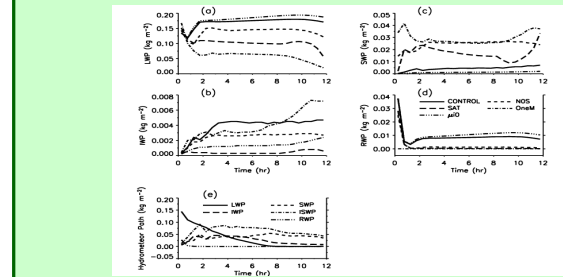 (a)
LWP (kg m⁻²)
0.20
0.15
0.10
0.05
0.00
0 2 4 6 8 10 12
(c)
SWP (kg m⁻²)
0.05
0.04
0.03
0.02
0.01
0.00
0 2 4 6 8 10 12
(b)
IWP (kg m⁻²)
0.008
0.006
0.004
0.002
0.000
0 2 4 6 8 10 12
Time (hr)
(d)
RWP (kg m⁻²)
0.04
0.03
0.02
0.01
0.00
CONTROL NOS
SAT OneM
μi0
0 2 4 6 8 10 12
Time (hr)
(e)
Hydrometeor Path (kg m⁻²)
0.20
0.15
0.10
0.05
0.00
-0.05
LWP SWP
IWP ISWP
RWP
0 2 4 6 8 10 12
Time (hr)